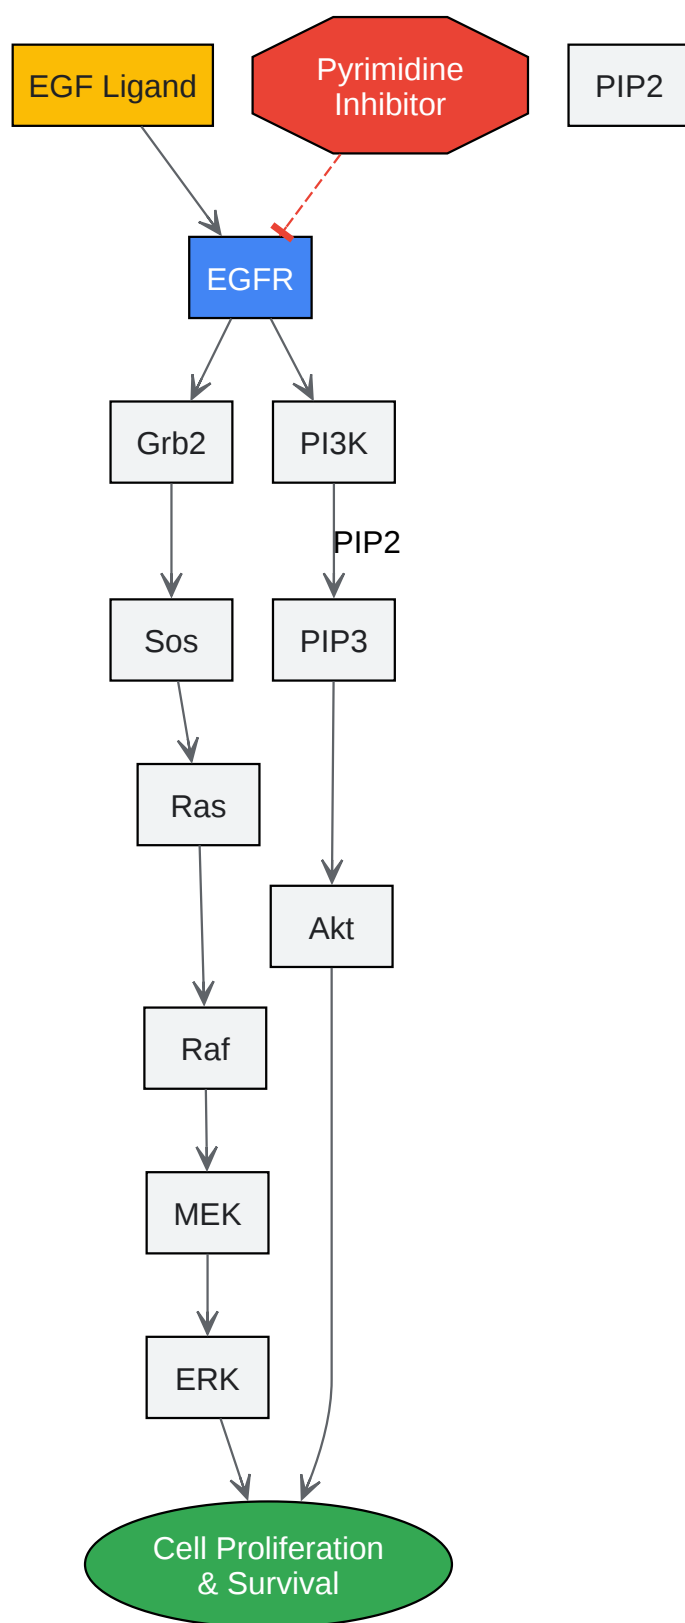 EGF Ligand
Pyrimidine
Inhibitor
PIP2
EGFR
Grb2
PI3K
PIP2
Sos
PIP3
Ras
Akt
Raf
MEK
ERK
Cell Proliferation
& Survival